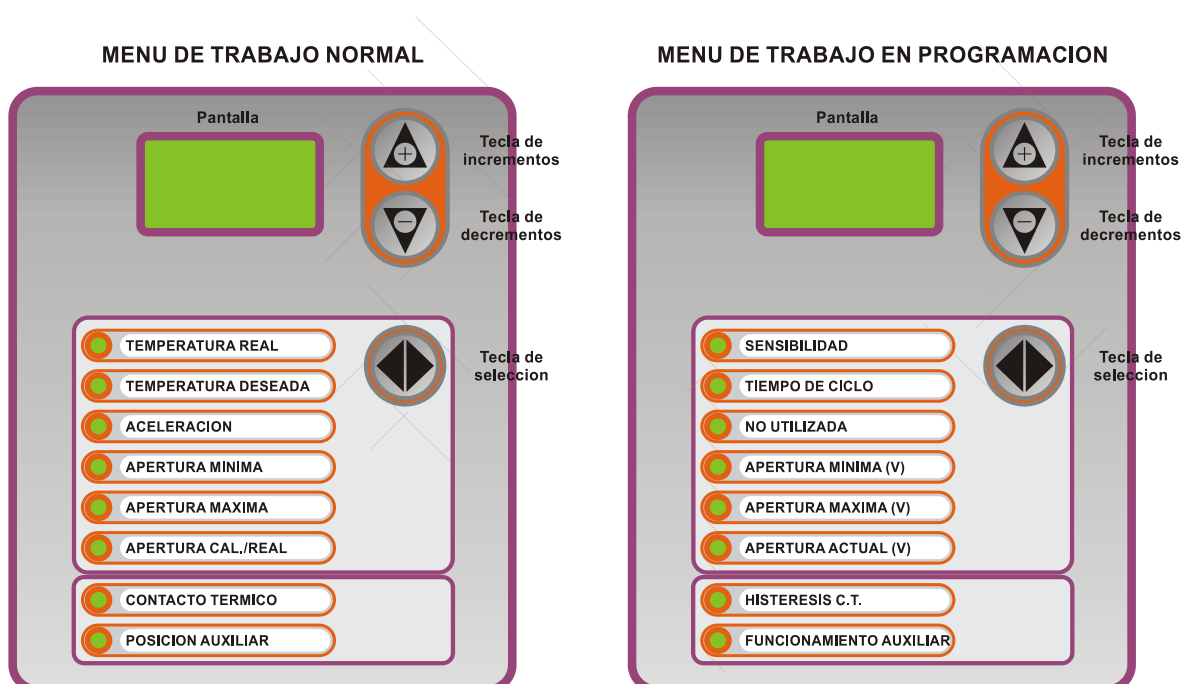 MENU DE TRABAJO NORMAL
Pantalla
Tecla de
incrementos
Tecla de
decrementos
TEMPERATURA REAL
TEMPERATURA DESEADA
ACELERACION
APERTURA MINIMA
APERTURA MAXIMA
APERTURA CAL./REAL
Tecla de
seleccion
CONTACTO TERMICO
POSICION AUXILIAR
MENU DE TRABAJO EN PROGRAMACION
Pantalla
Tecla de
incrementos
Tecla de
decrementos
SENSIBILIDAD
TIEMPO DE CICLO
NO UTILIZADA
APERTURA MINIMA (V)
APERTURA MAXIMA (V)
APERTURA ACTUAL (V)
Tecla de
seleccion
HISTERESIS C.T.
FUNCIONAMIENTO AUXILIAR